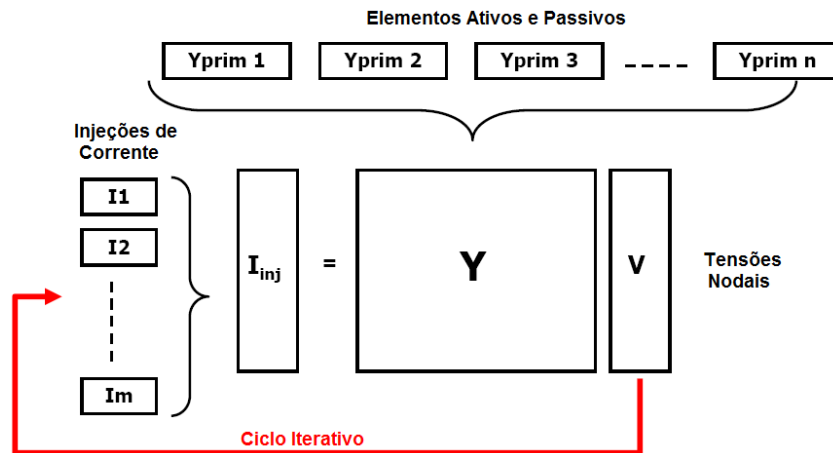 Elementos Ativos e Passivos
Yprim 1 Yprim 2 Yprim 3 Yprim n
Injeções de
Corrente
I1
I2
Im
Iinj = Y V
Tensões
Nodais
Ciclo Iterativo